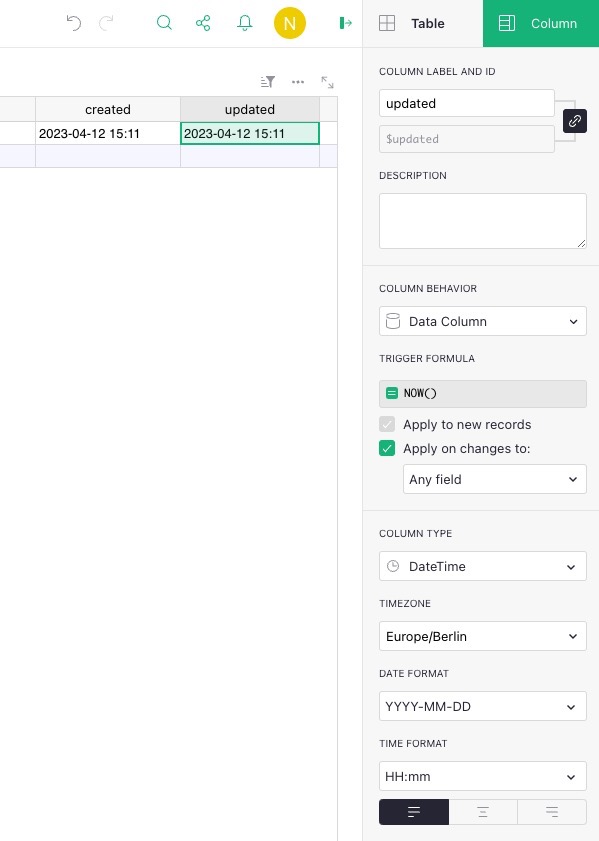 N
Table
Column
created
updated
2023-04-12 15:11
2023-04-12 15:11
COLUMN LABEL AND ID
updated
$updated
DESCRIPTION
COLUMN BEHAVIOR
Data Column
TRIGGER FORMULA
NOW()
Apply to new records
Apply on changes to:
Any field
COLUMN TYPE
DateTime
TIMEZONE
Europe/Berlin
DATE FORMAT
YYYY-MM-DD
TIME FORMAT
HH:mm